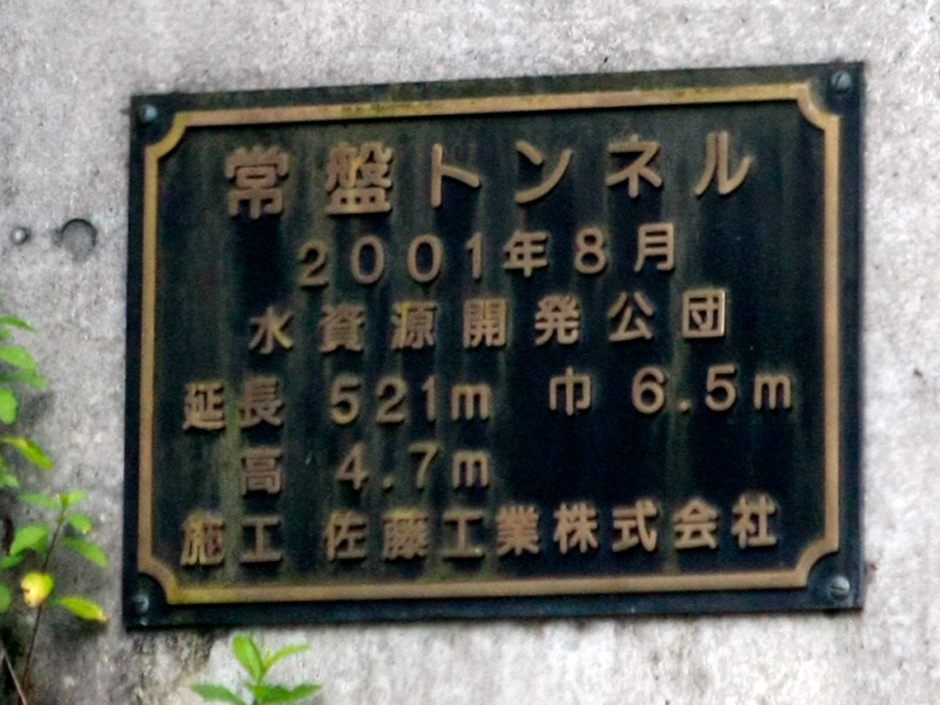 常盤トンネル
2001年8月
水資源開発公団
延長 521m 巾 6.5m
高 4.7m
施工 佐藤工業株式会社